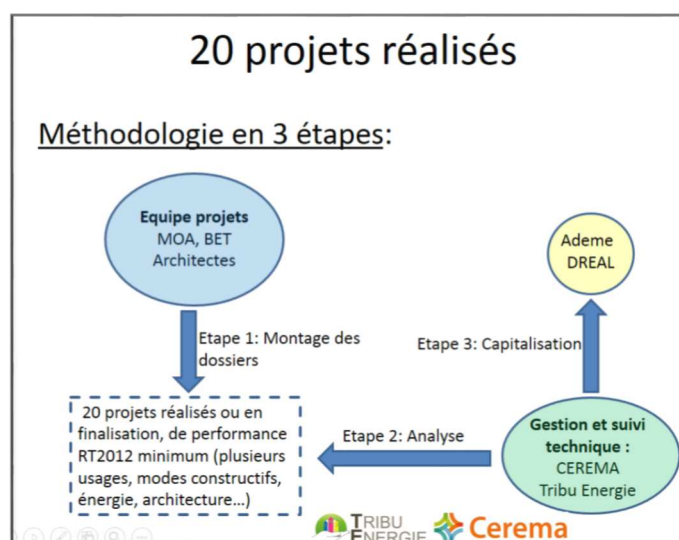 20 projets réalisés
Méthodologie en 3 étapes:
Equipe projets
MOA, BET
Architectes
Ademe
DREAL
Etape 1: Montage des
dossiers
Etape 3: Capitalisation
20 projets réalisés ou en
finalisation, de performance
RT2012 minimum (plusieurs
usages, modes constructifs,
énergie, architecture...)
Etape 2: Analyse
Gestion et suivi
technique :
CEREMA
Tribu Energie
TRIBU
ENERGIE
Cerema